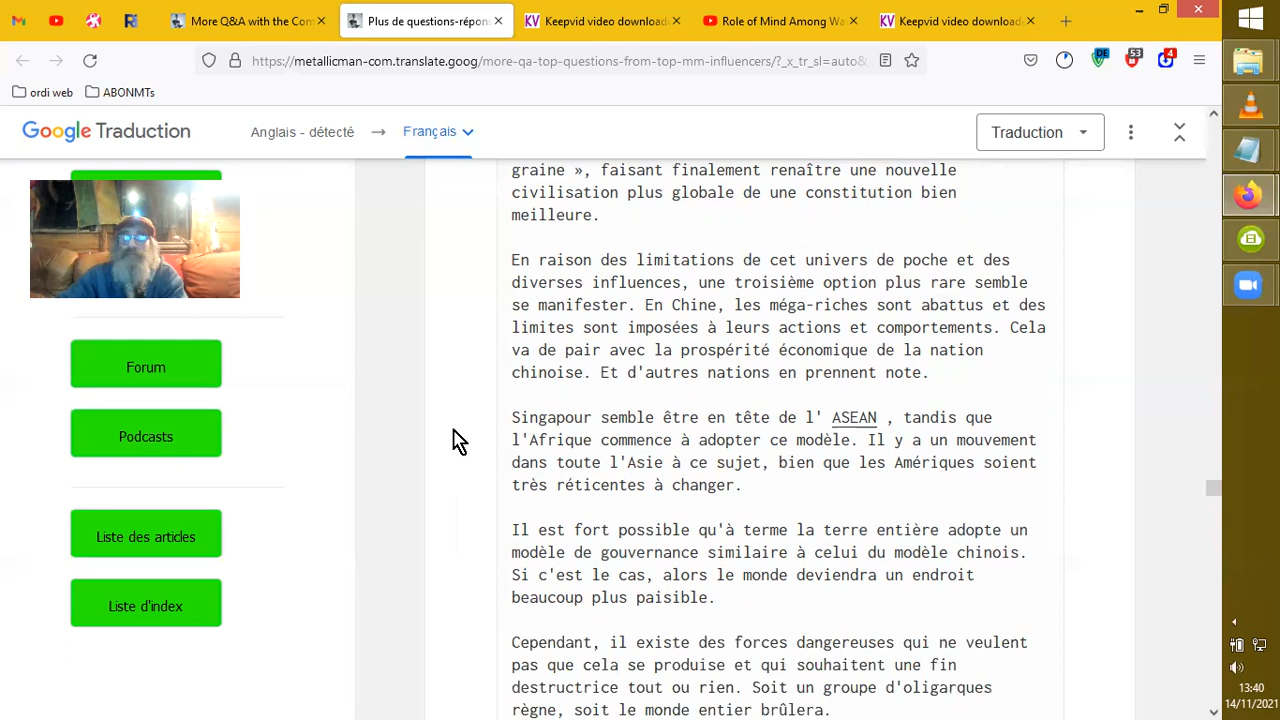 More Q&A with the Com
Plus de questions-répon
Keepvid video download
Role of Mind Among Wa
Keepvid video download
https://metallicman-com.translate.goog/more-qa-with-questions-from-top-mm-influencers/?_x_tr_sl=auto&
DE
53
4
ordi web
ABONMTs
Google Traduction
Anglais - détecté
Français
Traduction
graine », faisant finalement renaître une nouvelle
civilisation plus globale de une constitution bien
meilleure.
En raison des limitations de cet univers de poche et des
diverses influences, une troisième option plus rare semble
se manifester. En Chine, les méga-riches sont abattus et des
limites sont imposées à leurs actions et comportements. Cela
va de pair avec la prospérité économique de la nation
chinoise. Et d'autres nations en prennent note.
Singapour semble être en tête de l' ASEAN , tandis que
l'Afrique commence à adopter ce modèle. Il y a un mouvement
dans toute l'Asie à ce sujet, bien que les Amériques soient
très réticentes à changer.
Il est fort possible qu'à terme la terre entière adopte un
modèle de gouvernance similaire à celui du modèle chinois.
Si c'est le cas, alors le monde deviendra un endroit
beaucoup plus paisible.
Cependant, il existe des forces dangereuses qui ne veulent
pas que cela se produise et qui souhaitent une fin
destructrice tout ou rien. Soit un groupe d'oligarques
règne, soit le monde entier brûlera.
Forum
Podcasts
Liste des articles
Liste d'index
13:40
14/11/2021